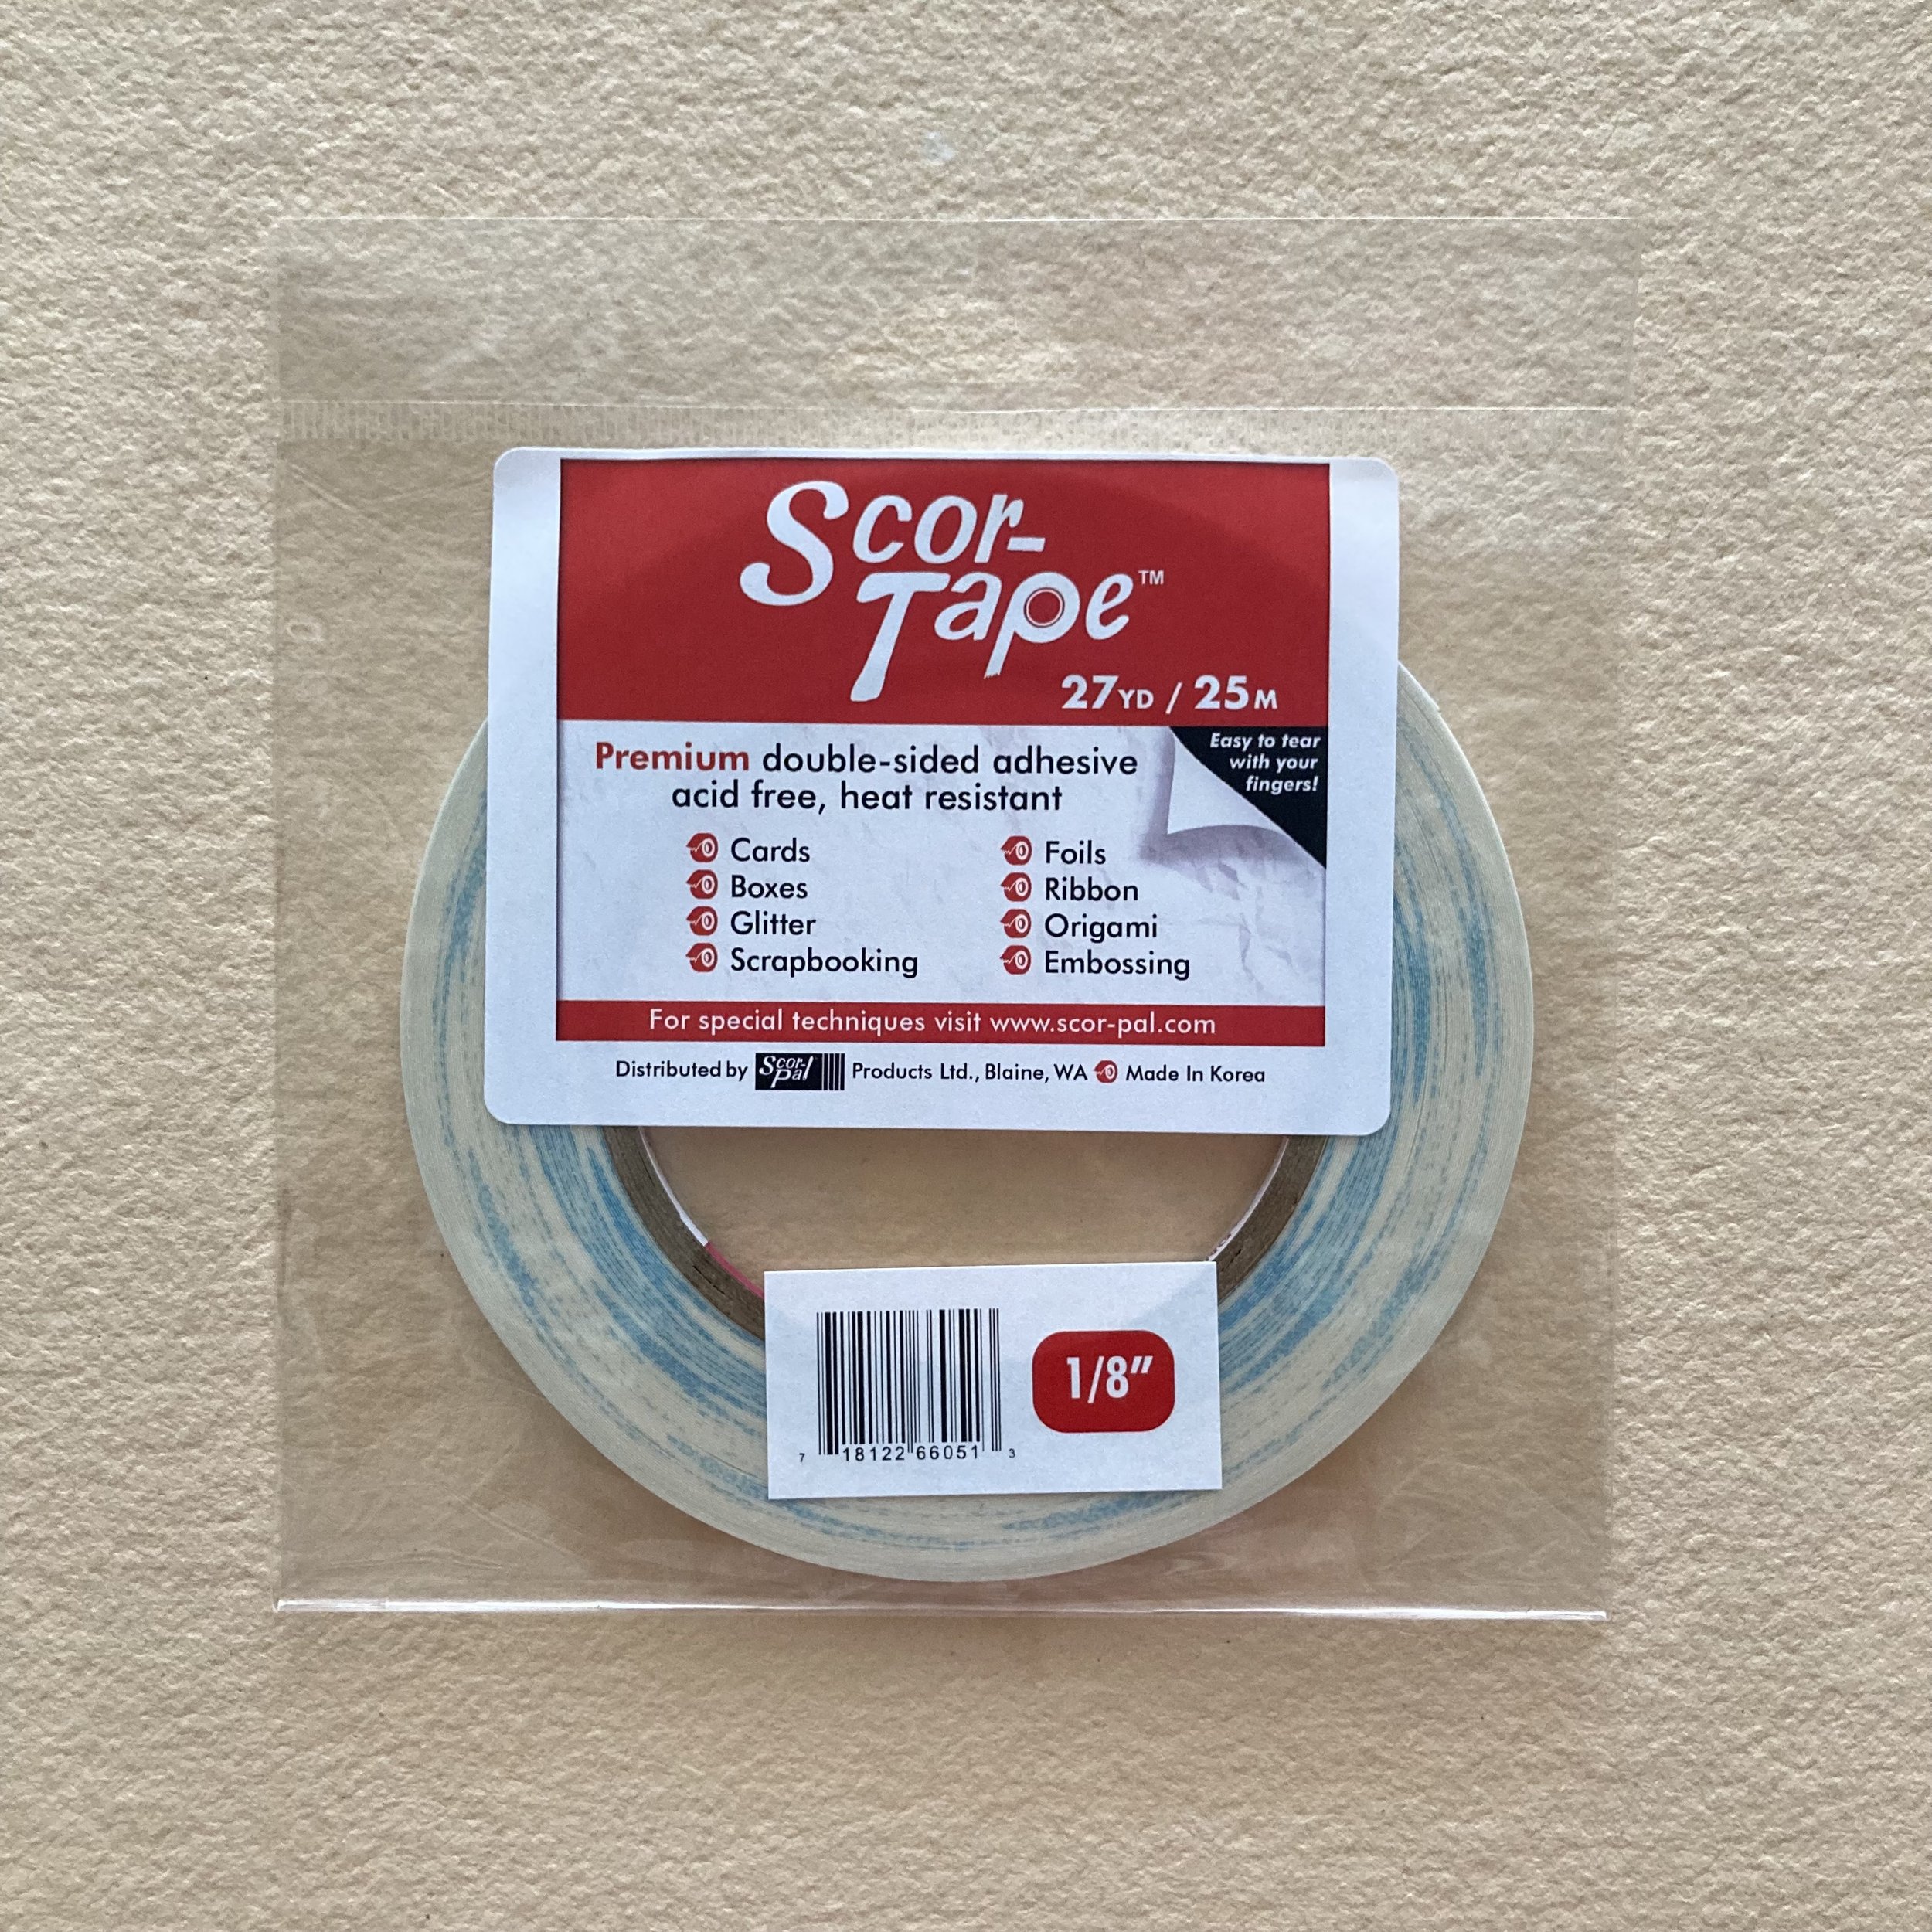 Scor-
Tape™
27YD / 25M
Easy to tear
with your
fingers!
Premium double-sided adhesive
acid free, heat resistant
Cards
Boxes
Glitter
Scrapbooking
Foils
Ribbon
Origami
Embossing
For special techniques visit www.scor-pal.com
Distributed by Scor-Pal Products Ltd., Blaine, WA Made In Korea
1/8"
7 18122 66051 3